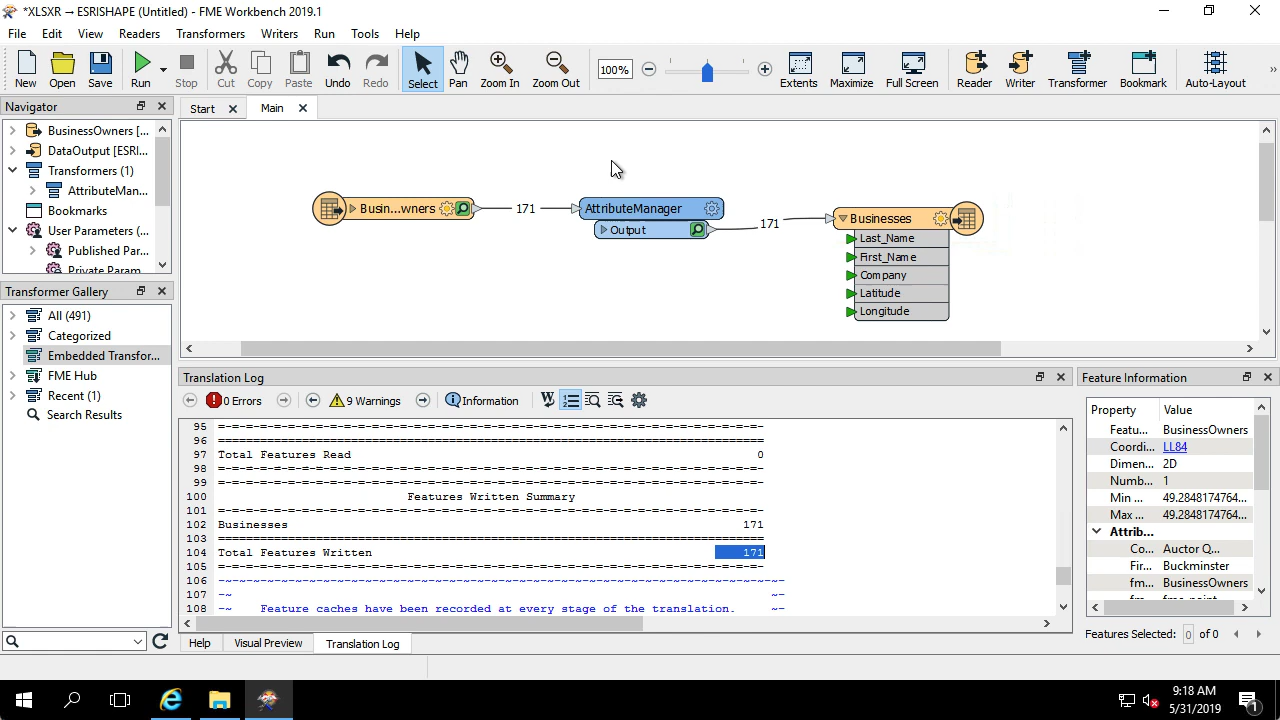 *XLSXR → ESRISHAPE (Untitled) - FME Workbench 2019.1
File Edit View Readers Transformers Writers Run Tools Help
New Open Save Run Stop Cut Copy Paste Undo Redo Select Pan Zoom In Zoom Out 100% Extents Maximize Full Screen Reader Writer Transformer Bookmark Auto-Layout
Navigator
BusinessOwners [...
DataOutput [ESRI...
Transformers (1)
AttributeMan...
Bookmarks
User Parameters (...
Published Par...
Private Param...
Transformer Gallery
All (491)
Categorized
Embedded Transfor...
FME Hub
Recent (1)
Search Results
Start Main
Busin...wners
171
AttributeManager
Output
171
Businesses
Last_Name
First_Name
Company
Latitude
Longitude
Translation Log
0 Errors 9 Warnings Information
95 -=-=-=-=-=-=-=-=-=-=-=-=-=-=-=-=-=-=-=-=-=-=-=-=-=-=-=-=-=-=-=-=-=-=-=-=-=-=-
96 ==============================================================================
97 Total Features Read 0
98 -=-=-=-=-=-=-=-=-=-=-=-=-=-=-=-=-=-=-=-=-=-=-=-=-=-=-=-=-=-=-=-=-=-=-=-=-=-=-
99 -=-=-=-=-=-=-=-=-=-=-=-=-=-=-=-=-=-=-=-=-=-=-=-=-=-=-=-=-=-=-=-=-=-=-=-=-=-=-
100 Features Written Summary
101 -=-=-=-=-=-=-=-=-=-=-=-=-=-=-=-=-=-=-=-=-=-=-=-=-=-=-=-=-=-=-=-=-=-=-=-=-=-=-
102 Businesses 171
103 ==============================================================================
104 Total Features Written 171
105 -=-=-=-=-=-=-=-=-=-=-=-=-=-=-=-=-=-=-=-=-=-=-=-=-=-=-=-=-=-=-=-=-=-=-=-=-=-=-
106 -~-~-~-~-~-~-~-~-~-~-~-~-~-~-~-~-~-~-~-~-~-~-~-~-~-~-~-~-~-~-~-~-~-~-~-~-~-~-~-~-
107 -~ ~-
108 -~ Feature caches have been recorded at every stage of the translation. ~-
Help Visual Preview Translation Log
Feature Information
Property Value
Featu... BusinessOwners
Coordi... LL84
Dimen... 2D
Numb... 1
Min ... 49.2848174764...
Max ... 49.2848174764...
Attrib...
Co... Auctor Q...
Fir... Buckminster
fm... BusinessOwners
Features Selected: 0 of 0
9:18 AM
5/31/2019
1